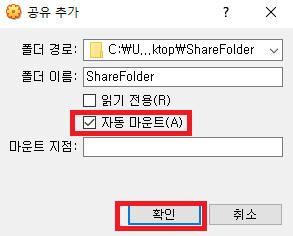 공유 추가
폴더 경로: C:₩U...ktop₩ShareFolder
폴더 이름: ShareFolder
읽기 전용(R)
자동 마운트(A)
마운트 지점:
확인 취소